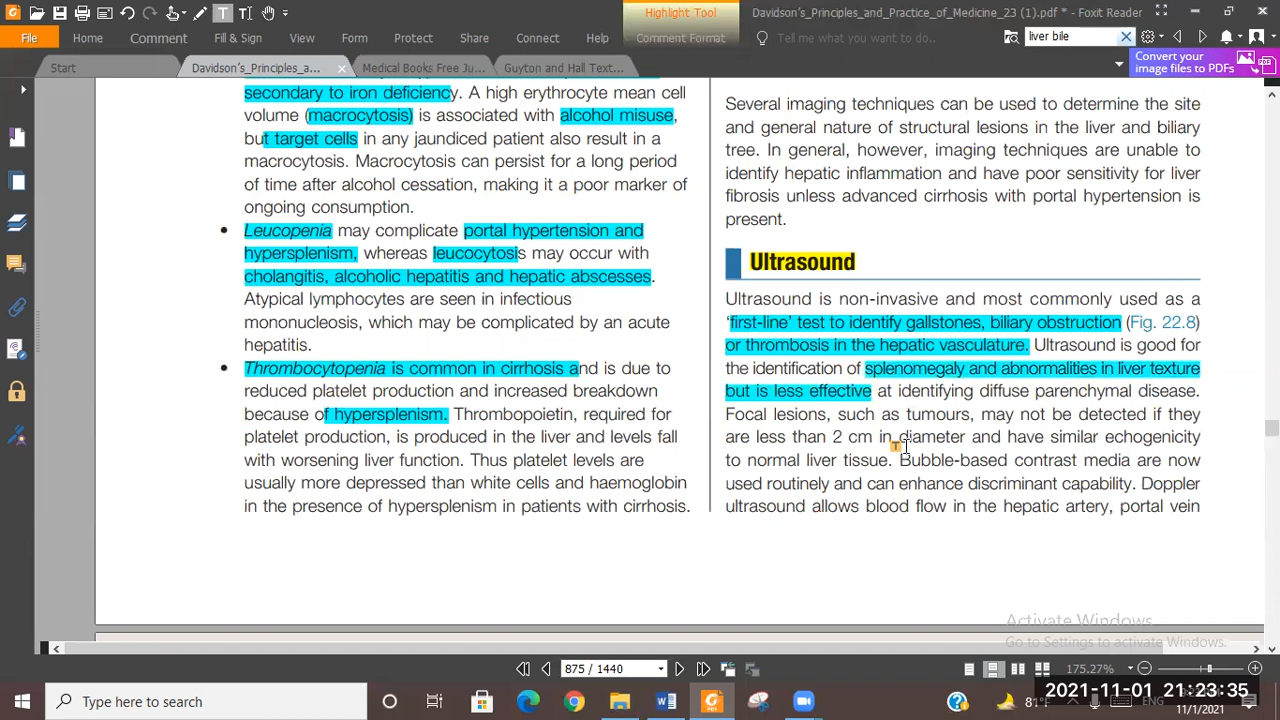 Highlight Tool
Davidson's_Principles_and_Practice_of_Medicine_23 (1).pdf * - Foxit Reader
File
Home
Comment
Fill & Sign
View
Form
Protect
Share
Connect
Help
Comment Format
Tell me what you want to do..
liver bile
Start
Davidson's_Principles_a...
Medical Books Free Ju...
Guyton and Hall Text...
Convert your
image files to PDFs
secondary to iron deficiency. A high erythrocyte mean cell
volume (macrocytosis) is associated with alcohol misuse,
but target cells in any jaundiced patient also result in a
macrocytosis. Macrocytosis can persist for a long period
of time after alcohol cessation, making it a poor marker of
ongoing consumption.
• Leucopenia may complicate portal hypertension and
hypersplenism, whereas leucocytosis may occur with
cholangitis, alcoholic hepatitis and hepatic abscesses.
Atypical lymphocytes are seen in infectious
mononucleosis, which may be complicated by an acute
hepatitis.
• Thrombocytopenia is common in cirrhosis and is due to
reduced platelet production and increased breakdown
because of hypersplenism. Thrombopoietin, required for
platelet production, is produced in the liver and levels fall
with worsening liver function. Thus platelet levels are
usually more depressed than white cells and haemoglobin
in the presence of hypersplenism in patients with cirrhosis.
Several imaging techniques can be used to determine the site
and general nature of structural lesions in the liver and biliary
tree. In general, however, imaging techniques are unable to
identify hepatic inflammation and have poor sensitivity for liver
fibrosis unless advanced cirrhosis with portal hypertension is
present.
Ultrasound
Ultrasound is non-invasive and most commonly used as a
'first-line' test to identify gallstones, biliary obstruction (Fig. 22.8)
or thrombosis in the hepatic vasculature. Ultrasound is good for
the identification of splenomegaly and abnormalities in liver texture
but is less effective at identifying diffuse parenchymal disease.
Focal lesions, such as tumours, may not be detected if they
are less than 2 cm in diameter and have similar echogenicity
to normal liver tissue. Bubble-based contrast media are now
used routinely and can enhance discriminant capability. Doppler
ultrasound allows blood flow in the hepatic artery, portal vein
Activate Windows
Go to Settings to activate Windows.
875 / 1440
175.27%
Type here to search
81°F
ENG
2021-11-01 21:23:35
11/1/2021